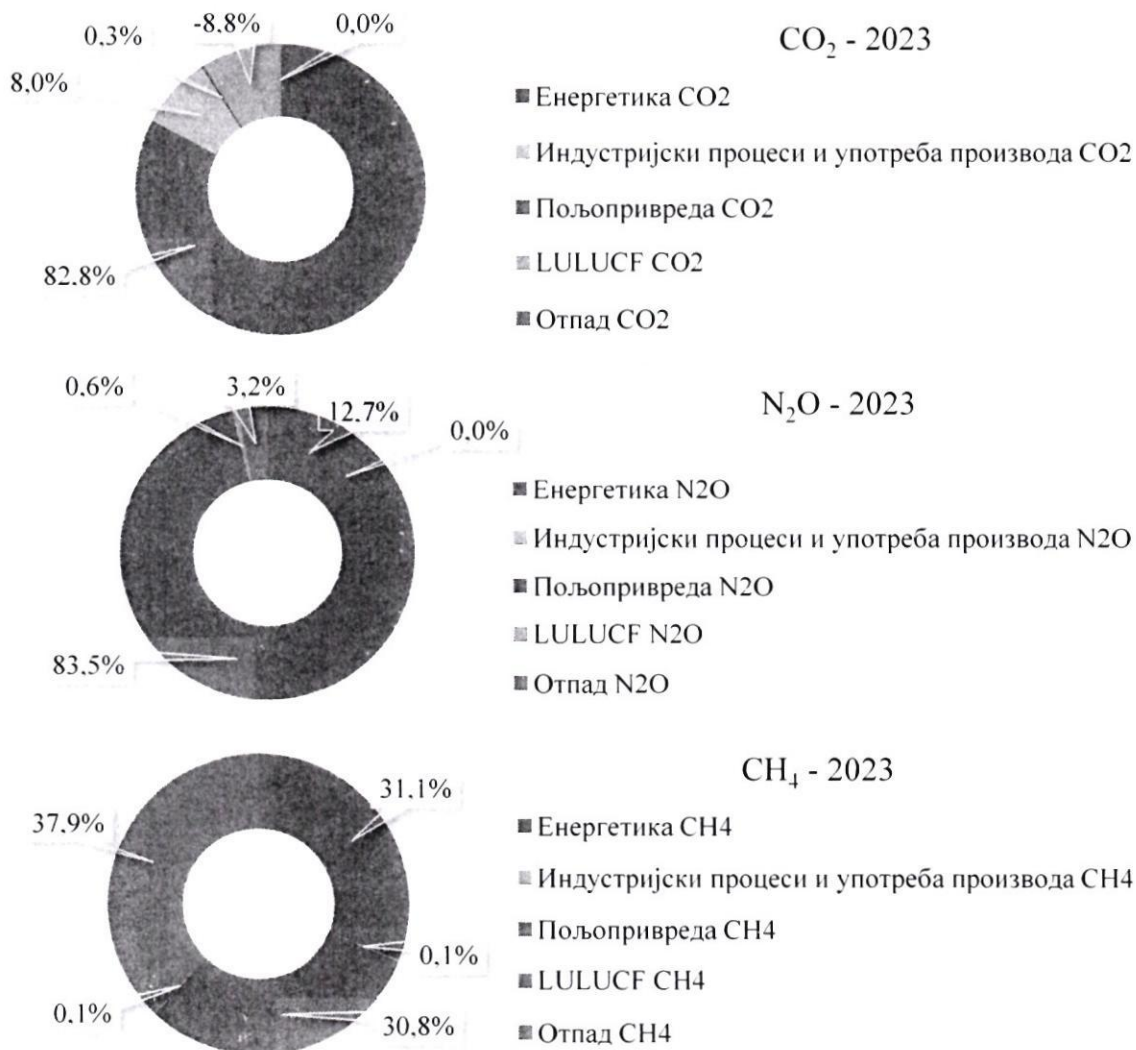 0,3%
-8,8%
0,0%
8,0%
82,8%
CO₂ - 2023
Енергетика CO2
Индустријски процеси и употреба производа CO2
Пољопривреда CO2
LULUCF CO2
Отпад CO2
0,6%
3,2%
12,7%
0,0%
83,5%
N₂O - 2023
Енергетика N2O
Индустријски процеси и употреба производа N2O
Пољопривреда N2O
LULUCF N2O
Отпад N2O
37,9%
31,1%
0,1%
0,1%
30,8%
CH₄ - 2023
Енергетика CH4
Индустријски процеси и употреба производа CH4
Пољопривреда CH4
LULUCF CH4
Отпад CH4